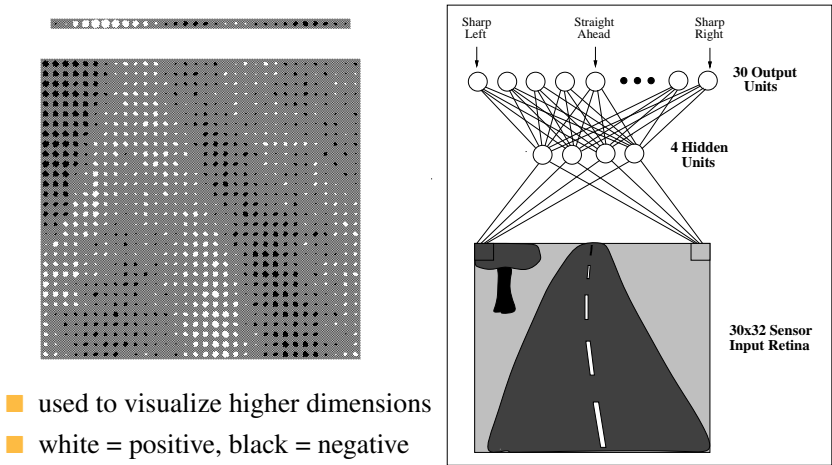 used to visualize higher dimensions
white = positive, black = negative
Sharp
Left
Straight
Ahead
Sharp
Right
30 Output
Units
4 Hidden
Units
30x32 Sensor
Input Retina